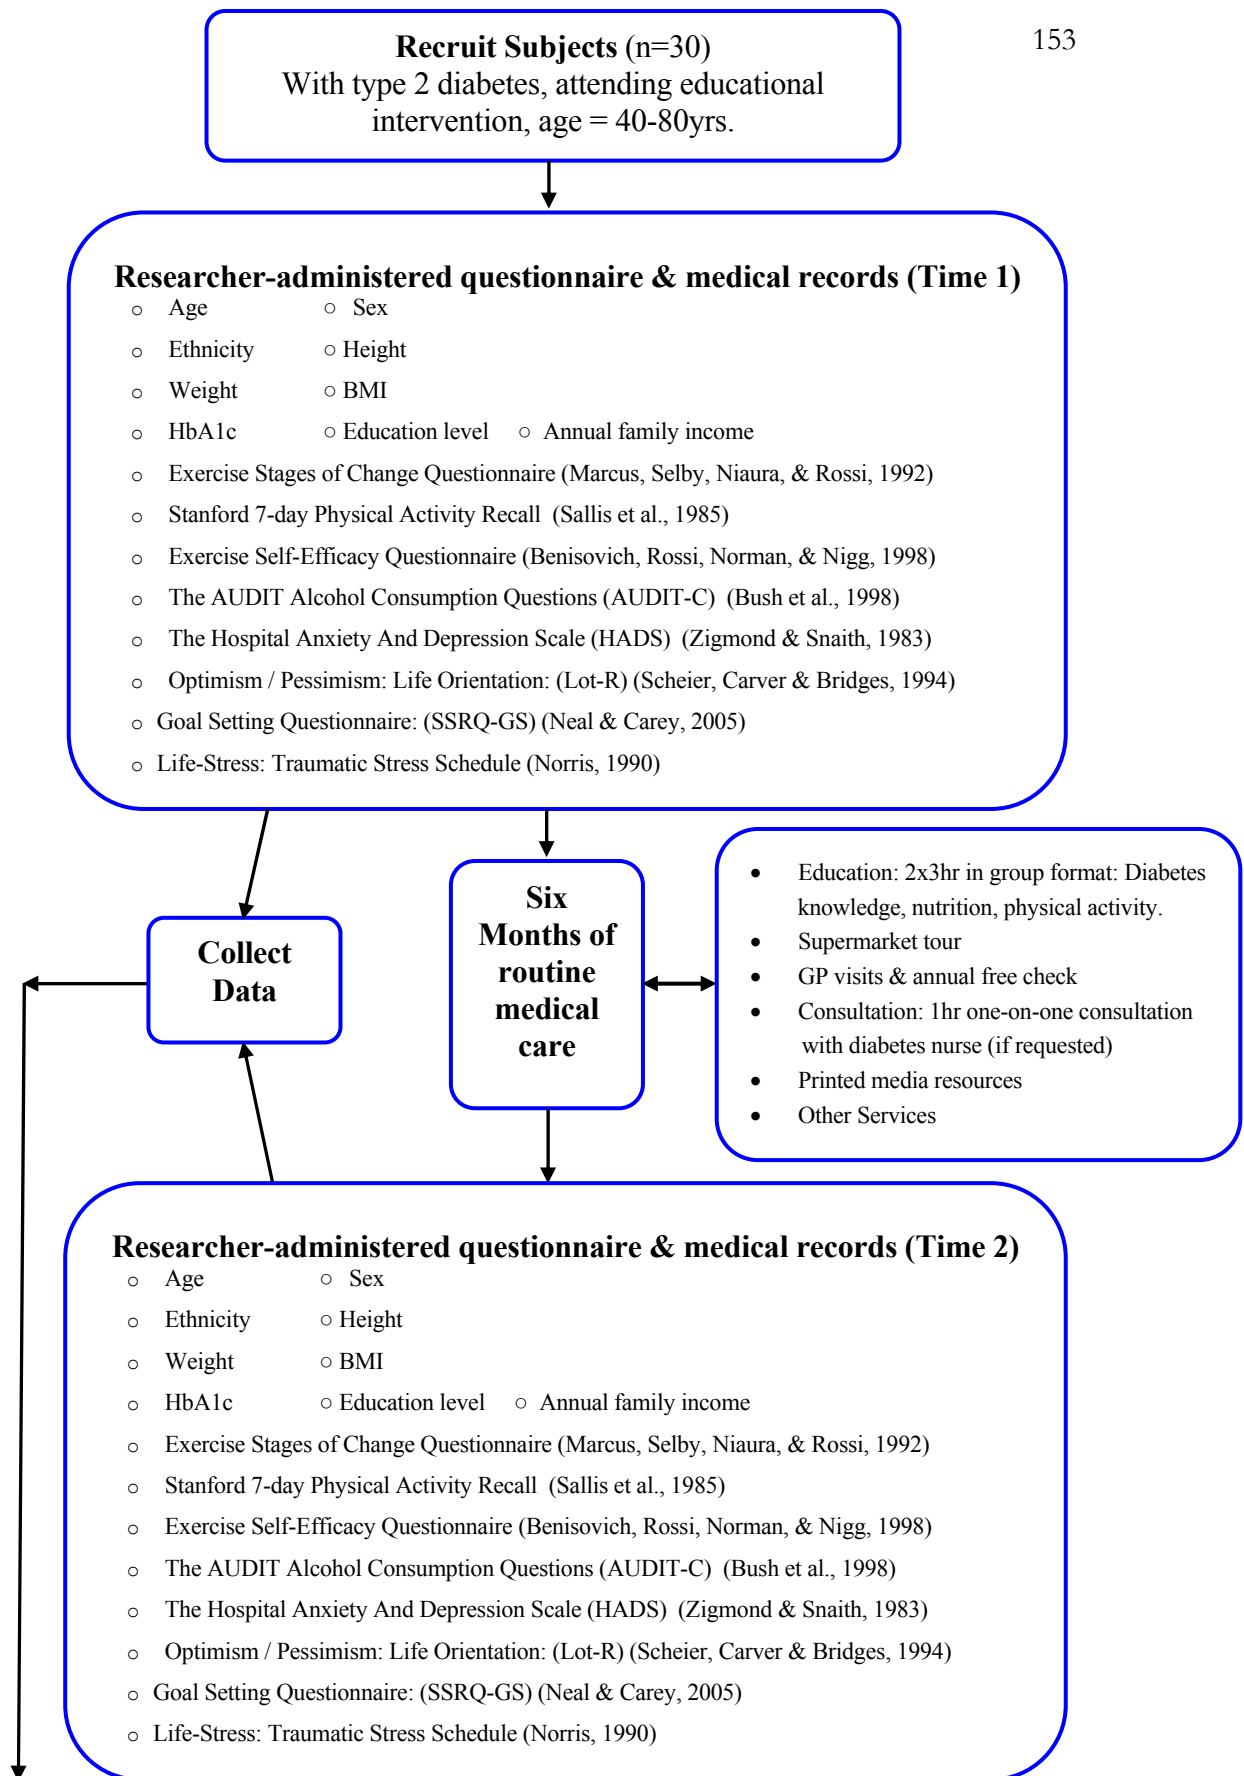 153
Recruit Subjects (n=30)
With type 2 diabetes, attending educational
intervention, age = 40-80yrs.
Researcher-administered questionnaire & medical records (Time 1)
○ Age ○ Sex
○ Ethnicity ○ Height
○ Weight ○ BMI
○ HbA1c ○ Education level ○ Annual family income
○ Exercise Stages of Change Questionnaire (Marcus, Selby, Niaura, & Rossi, 1992)
○ Stanford 7-day Physical Activity Recall (Sallis et al., 1985)
○ Exercise Self-Efficacy Questionnaire (Benisovich, Rossi, Norman, & Nigg, 1998)
○ The AUDIT Alcohol Consumption Questions (AUDIT-C) (Bush et al., 1998)
○ The Hospital Anxiety And Depression Scale (HADS) (Zigmond & Snaith, 1983)
○ Optimism / Pessimism: Life Orientation: (Lot-R) (Scheier, Carver & Bridges, 1994)
○ Goal Setting Questionnaire: (SSRQ-GS) (Neal & Carey, 2005)
○ Life-Stress: Traumatic Stress Schedule (Norris, 1990)
Collect
Data
Six
Months of
routine
medical
care
• Education: 2x3hr in group format: Diabetes
knowledge, nutrition, physical activity.
• Supermarket tour
• GP visits & annual free check
• Consultation: 1hr one-on-one consultation
with diabetes nurse (if requested)
• Printed media resources
• Other Services
Researcher-administered questionnaire & medical records (Time 2)
○ Age ○ Sex
○ Ethnicity ○ Height
○ Weight ○ BMI
○ HbA1c ○ Education level ○ Annual family income
○ Exercise Stages of Change Questionnaire (Marcus, Selby, Niaura, & Rossi, 1992)
○ Stanford 7-day Physical Activity Recall (Sallis et al., 1985)
○ Exercise Self-Efficacy Questionnaire (Benisovich, Rossi, Norman, & Nigg, 1998)
○ The AUDIT Alcohol Consumption Questions (AUDIT-C) (Bush et al., 1998)
○ The Hospital Anxiety And Depression Scale (HADS) (Zigmond & Snaith, 1983)
○ Optimism / Pessimism: Life Orientation: (Lot-R) (Scheier, Carver & Bridges, 1994)
○ Goal Setting Questionnaire: (SSRQ-GS) (Neal & Carey, 2005)
○ Life-Stress: Traumatic Stress Schedule (Norris, 1990)